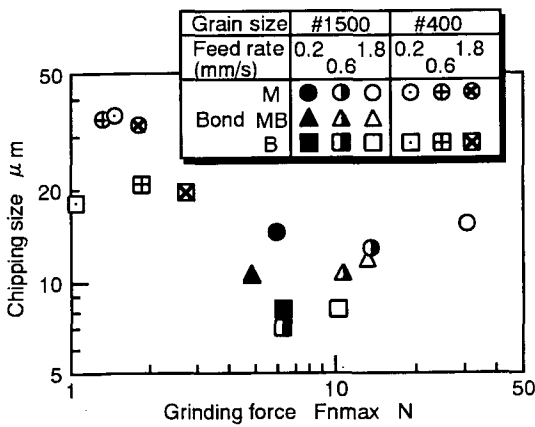 Grain size #1500 #400
Feed rate 0.2 1.8 0.2 1.8
(mm/s) 0.6 0.6
M
Bond MB
B
50
20
10
5
Chipping size μm
1 2 10 50
Grinding force Fnmax N